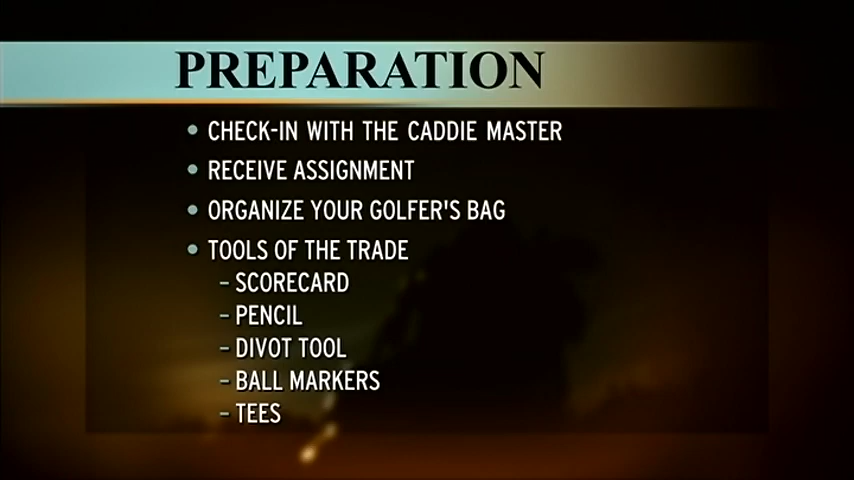 PREPARATION
• CHECK-IN WITH THE CADDIE MASTER
• RECEIVE ASSIGNMENT
• ORGANIZE YOUR GOLFER'S BAG
• TOOLS OF THE TRADE
– SCORECARD
– PENCIL
– DIVOT TOOL
– BALL MARKERS
– TEES